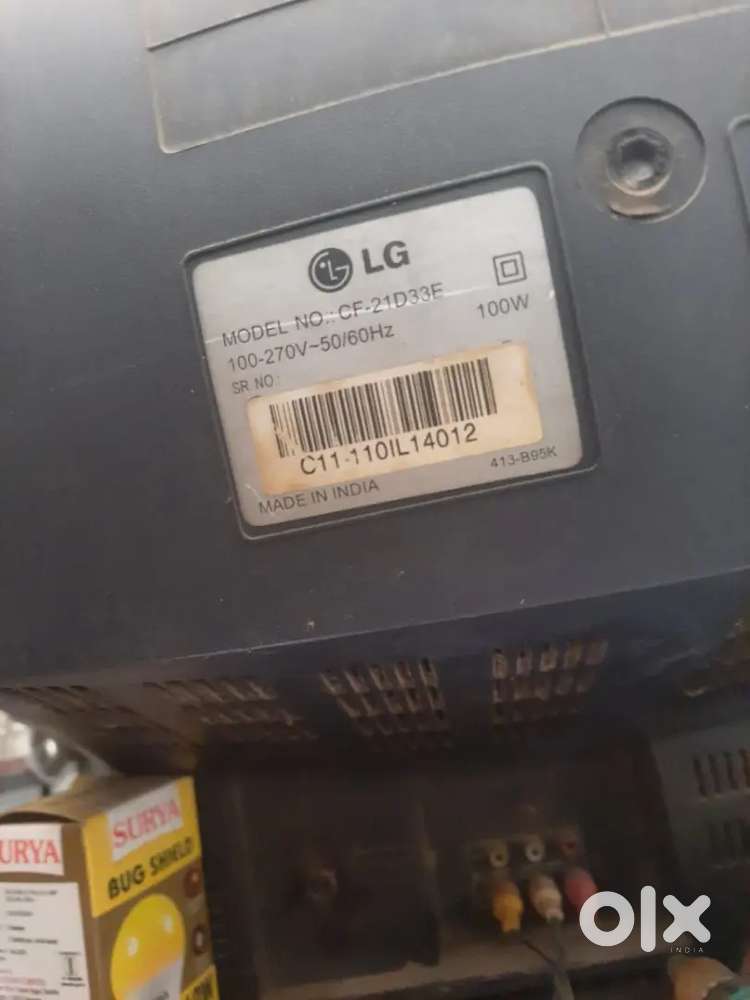 LG
MODEL NO.: CF-21D33E
100-270V~50/60Hz
100W
SR NO.:
C11-110IL14012
MADE IN INDIA
413-B95K
URYA
SURYA
BUG SHIELD
olx
INDIA